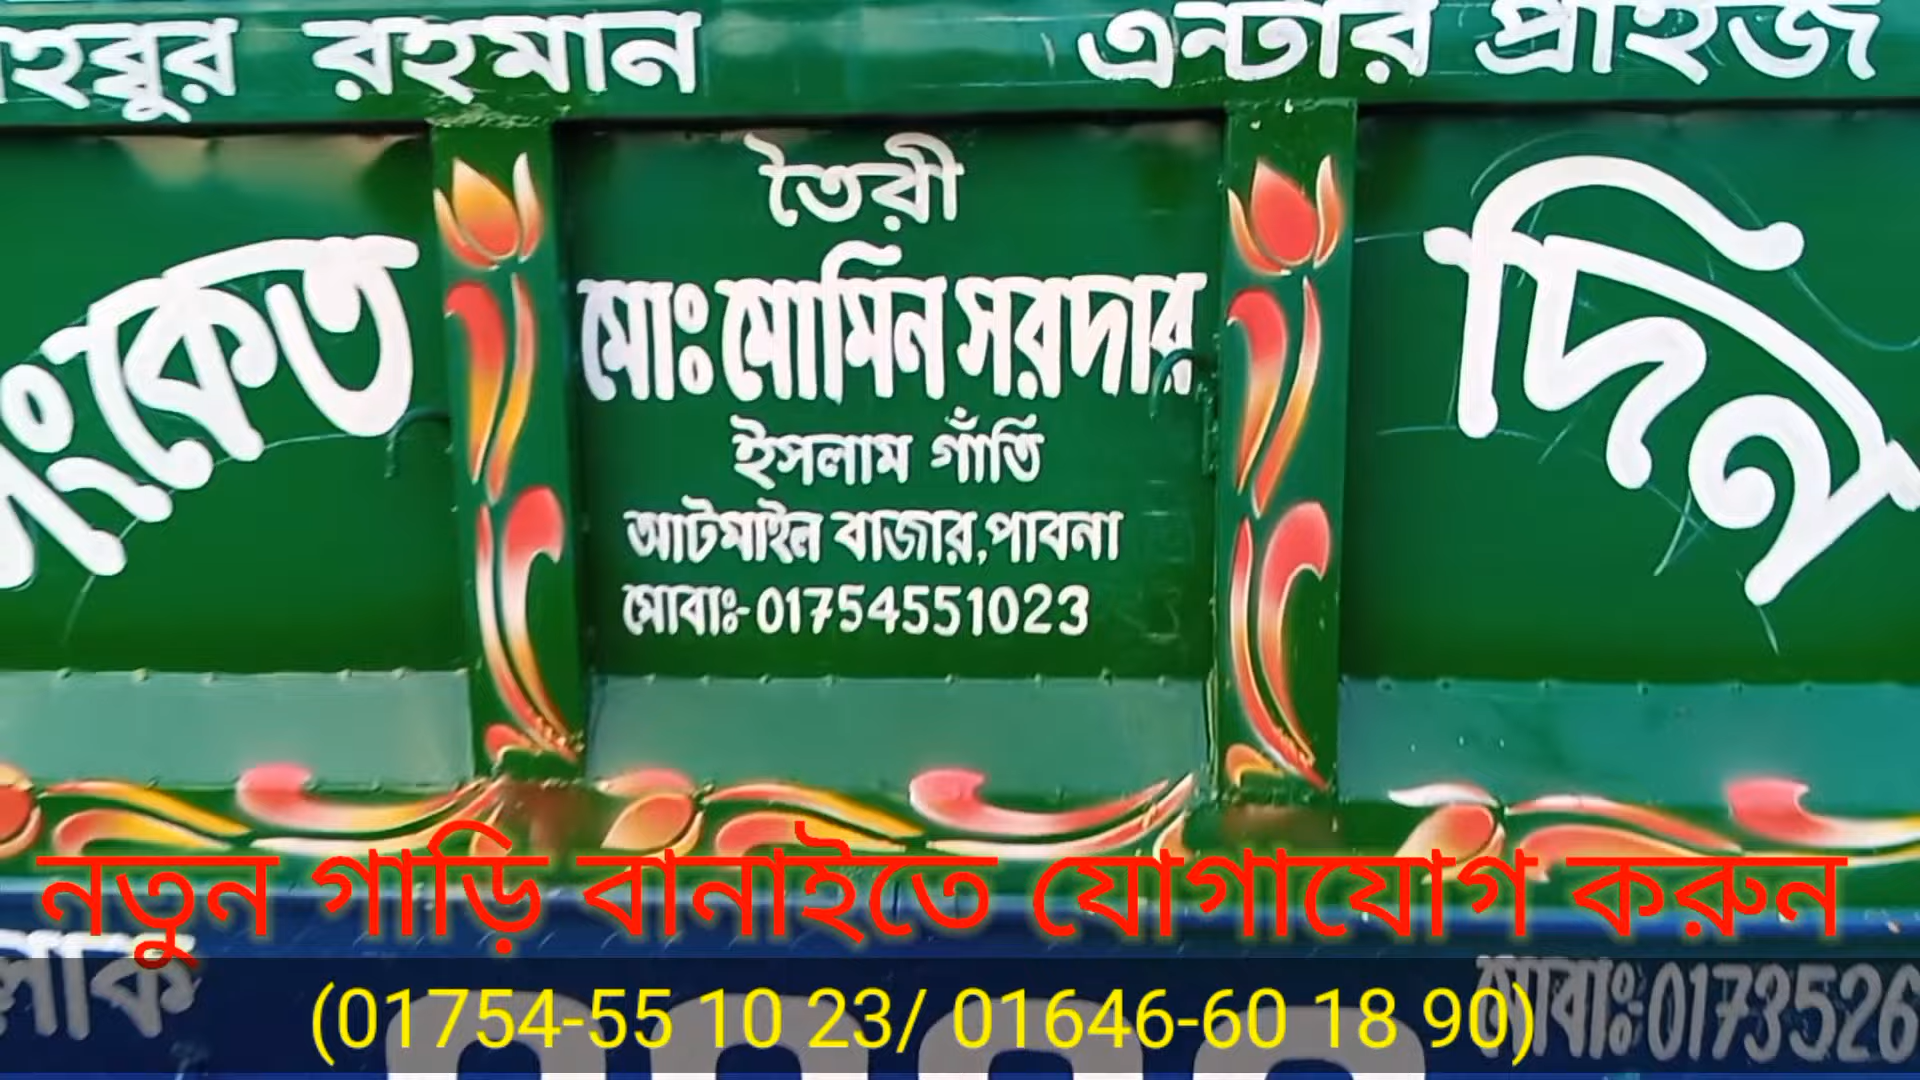 রহমান এন্টার প্রাইজ
তৈরী
মোঃ মোমিন সরদার
ইসলাম গাঁতি
আটমাইল বাজার, পাবনা
মোবাঃ-01754551023
সংকেত দিন
নতুন গাড়ি বানাইতে যোগাযোগ করুন
(01754-55 10 23/ 01646-60 18 90)
মোবাঃ-0173526